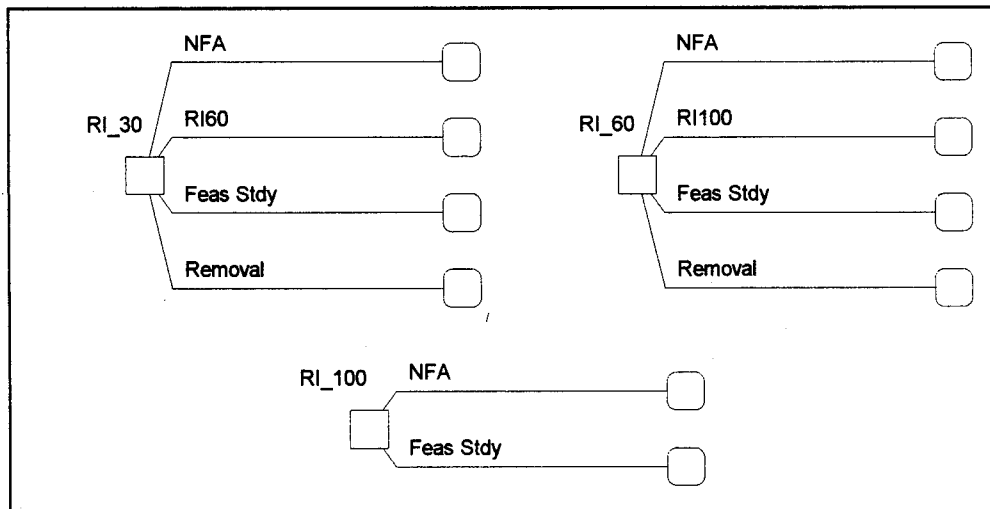 NFA
RI_30
RI60
Feas Stdy
Removal
NFA
RI_60
RI100
Feas Stdy
Removal
RI_100
NFA
Feas Stdy